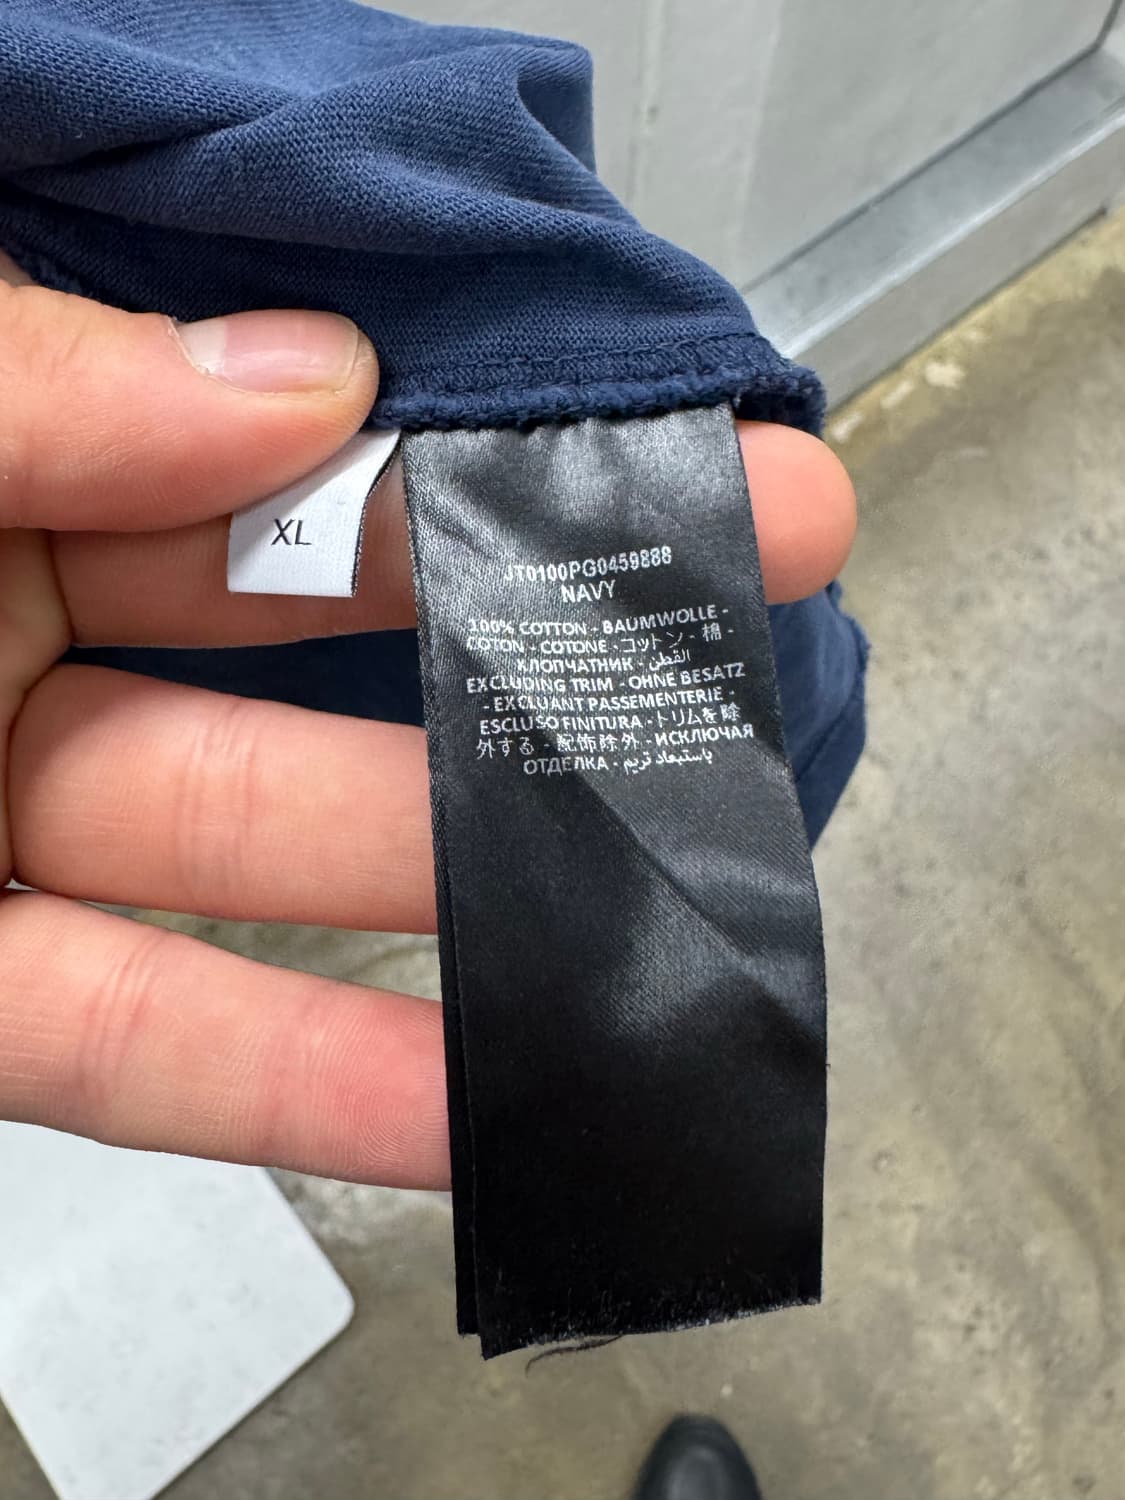 XL
JT0100PG0459888
NAVY
100% COTTON - BAUMWOLLE -
COTON - COTONE - コットン - 棉 -
ХЛОПЧАТНИК - القطن
EXCLUDING TRIM - OHNE BESATZ
- EXCLUANT PASSEMENTERIE -
ESCLUSO FINITURA - トリムを除
外する - 配饰除外 - ИСКЛЮЧАЯ
ОТДЕЛКА - باستبعاد تريم